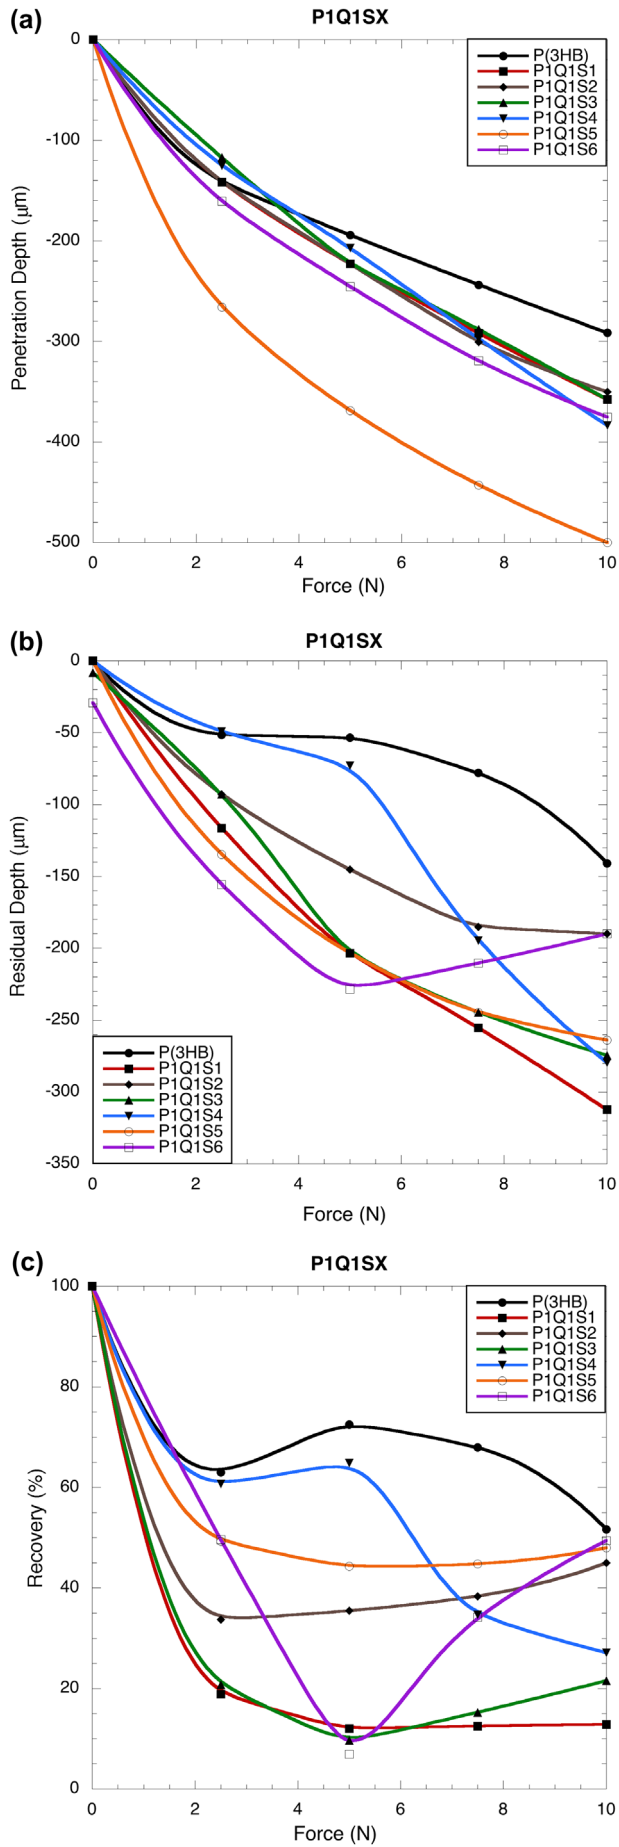 (a)
P1Q1SX
P(3HB)
P1Q1S1
P1Q1S2
P1Q1S3
P1Q1S4
P1Q1S5
P1Q1S6
0
-100
-200
-300
-400
-500
Penetration Depth (μm)
0 2 4 6 8 10
Force (N)
(b)
P1Q1SX
0
-50
-100
-150
-200
-250
-300
-350
Residual Depth (μm)
P(3HB)
P1Q1S1
P1Q1S2
P1Q1S3
P1Q1S4
P1Q1S5
P1Q1S6
0 2 4 6 8 10
Force (N)
(c)
P1Q1SX
P(3HB)
P1Q1S1
P1Q1S2
P1Q1S3
P1Q1S4
P1Q1S5
P1Q1S6
100
80
60
40
20
0
Recovery (%)
0 2 4 6 8 10
Force (N)